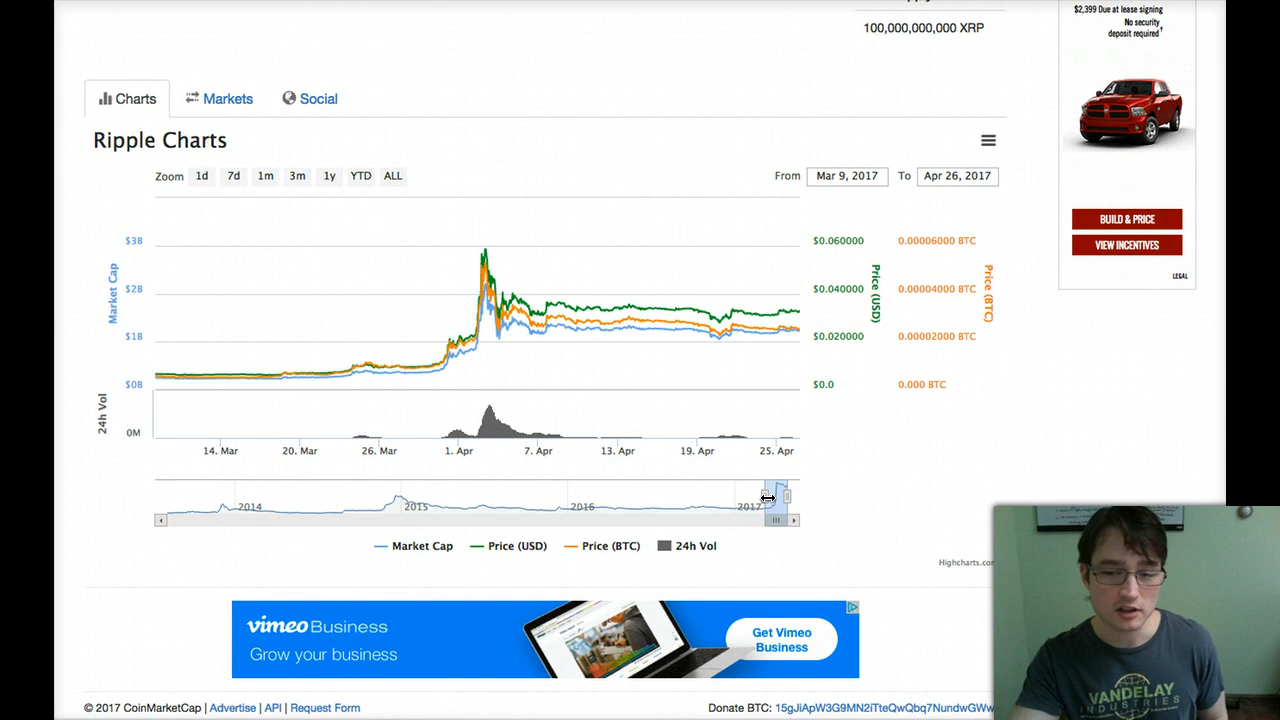 $2,399 Due at lease signing
No security
deposit required†
100,000,000,000 XRP
Charts Markets Social
Ripple Charts
Zoom 1d 7d 1m 3m 1y YTD ALL
From Mar 9, 2017 To Apr 26, 2017
$3B
$2B
$1B
$0B
Market Cap
$0.060000
$0.040000
$0.020000
$0.0
Price (USD)
0.00006000 BTC
0.00004000 BTC
0.00002000 BTC
0.000 BTC
Price (BTC)
BUILD & PRICE
VIEW INCENTIVES
LEGAL
24h Vol
0M
14. Mar 20. Mar 26. Mar 1. Apr 7. Apr 13. Apr 19. Apr 25. Apr
2014 2015 2016 2017
Market Cap Price (USD) Price (BTC) 24h Vol
Highcharts.com
vimeo Business
Grow your business
Get Vimeo
Business
© 2017 CoinMarketCap | Advertise | API | Request Form
Donate BTC: 15gJiApW3G9MN2iTteQwQbq7NundwGWw
VANDELAY
INDUSTRIES